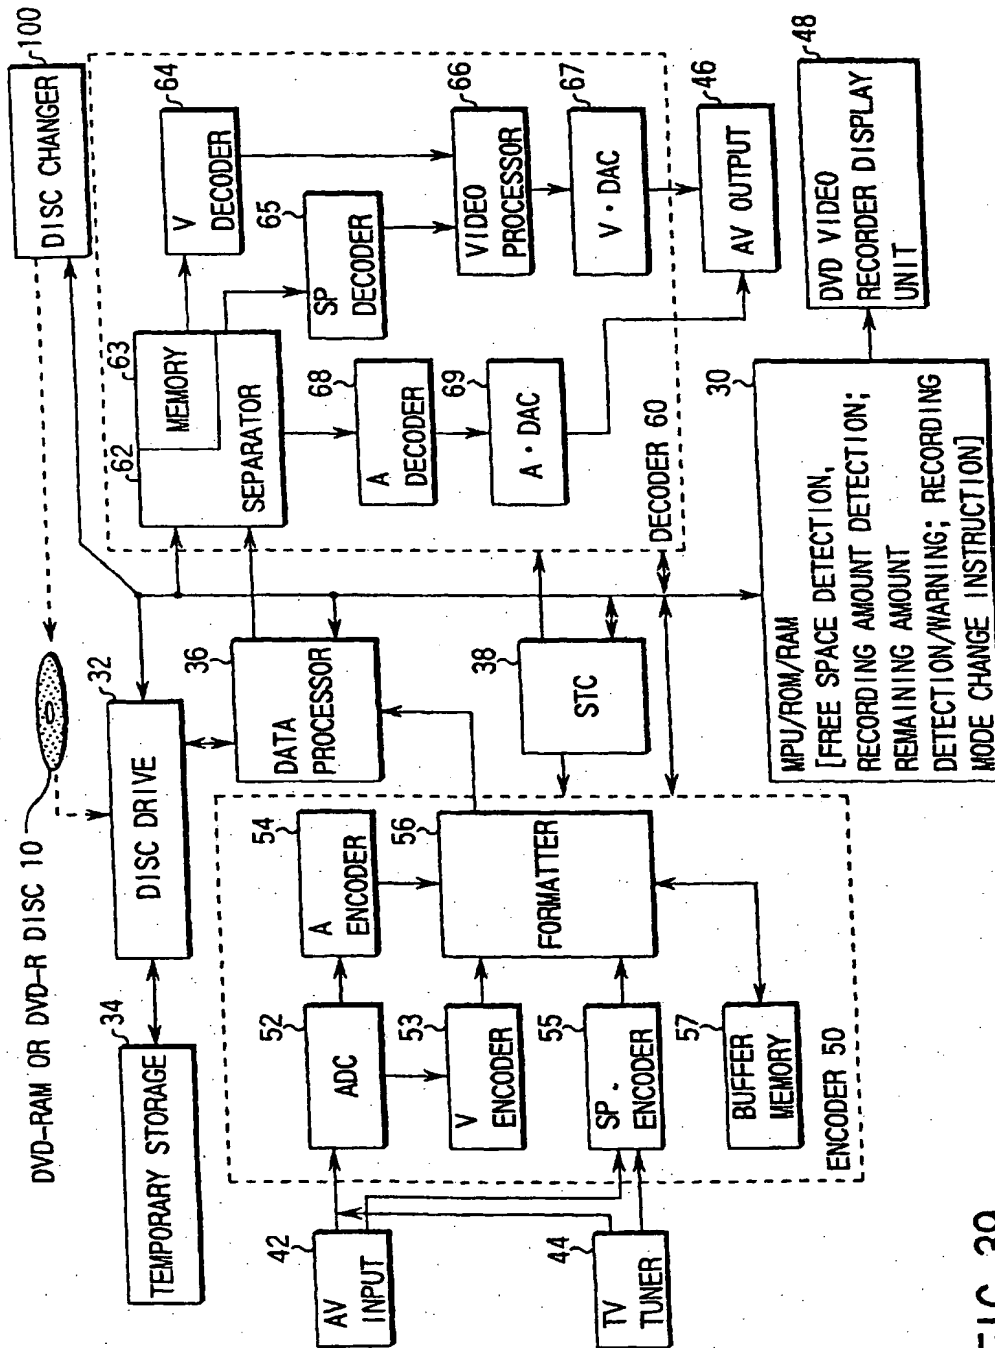 DVD-RAM OR DVD-R DISC 10
100
DISC CHANGER
34
TEMPORARY STORAGE
32
DISC DRIVE
36
DATA
PROCESSOR
38
STC
42
AV
INPUT
44
TV
TUNER
52
ADC
53
V
ENCODER
54
A
ENCODER
55
SP
ENCODER
56
FORMATTER
57
BUFFER
MEMORY
ENCODER 50
62
63
MEMORY
SEPARATOR
64
V
DECODER
65
SP
DECODER
66
VIDEO
PROCESSOR
67
V·DAC
68
A
DECODER
69
A·DAC
DECODER 60
46
AV OUTPUT
48
DVD VIDEO
RECORDER DISPLAY
UNIT
30
MPU/ROM/RAM
[FREE SPACE DETECTION,
RECORDING AMOUNT DETECTION;
REMAINING AMOUNT
DETECTION/WARNING; RECORDING
MODE CHANGE INSTRUCTION]
FIG. 39